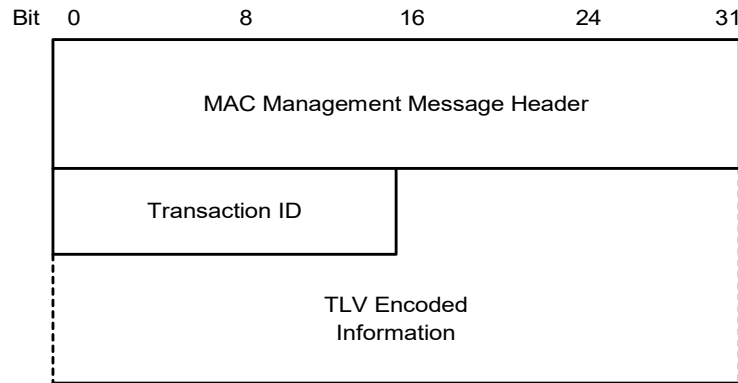 Bit 0 8 16 24 31
MAC Management Message Header
Transaction ID
TLV Encoded
Information